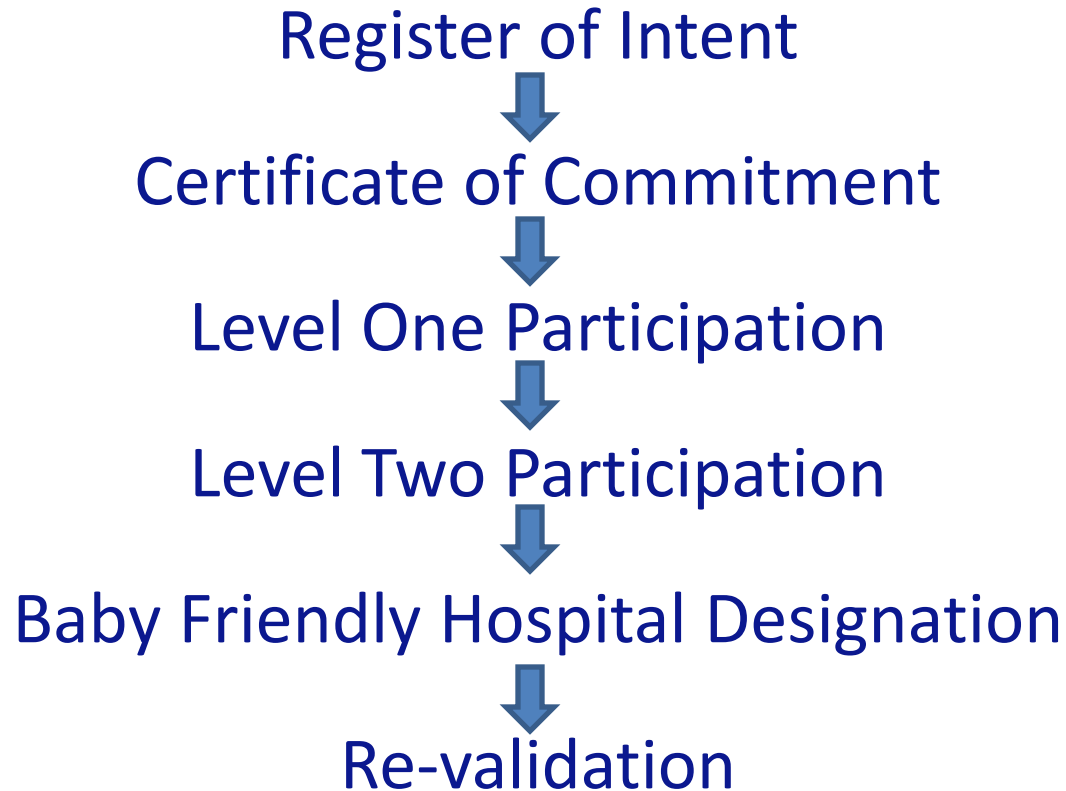 Register of Intent
Certificate of Commitment
Level One Participation
Level Two Participation
Baby Friendly Hospital Designation
Re-validation